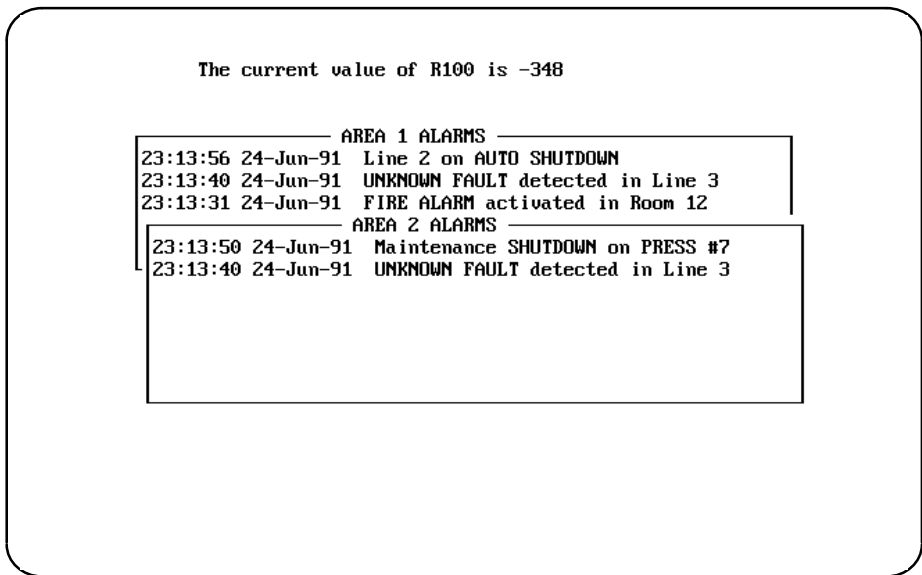 The current value of R100 is -348
AREA 1 ALARMS
23:13:56 24-Jun-91 Line 2 on AUTO SHUTDOWN
23:13:40 24-Jun-91 UNKNOWN FAULT detected in Line 3
23:13:31 24-Jun-91 FIRE ALARM activated in Room 12
AREA 2 ALARMS
23:13:50 24-Jun-91 Maintenance SHUTDOWN on PRESS #7
23:13:40 24-Jun-91 UNKNOWN FAULT detected in Line 3